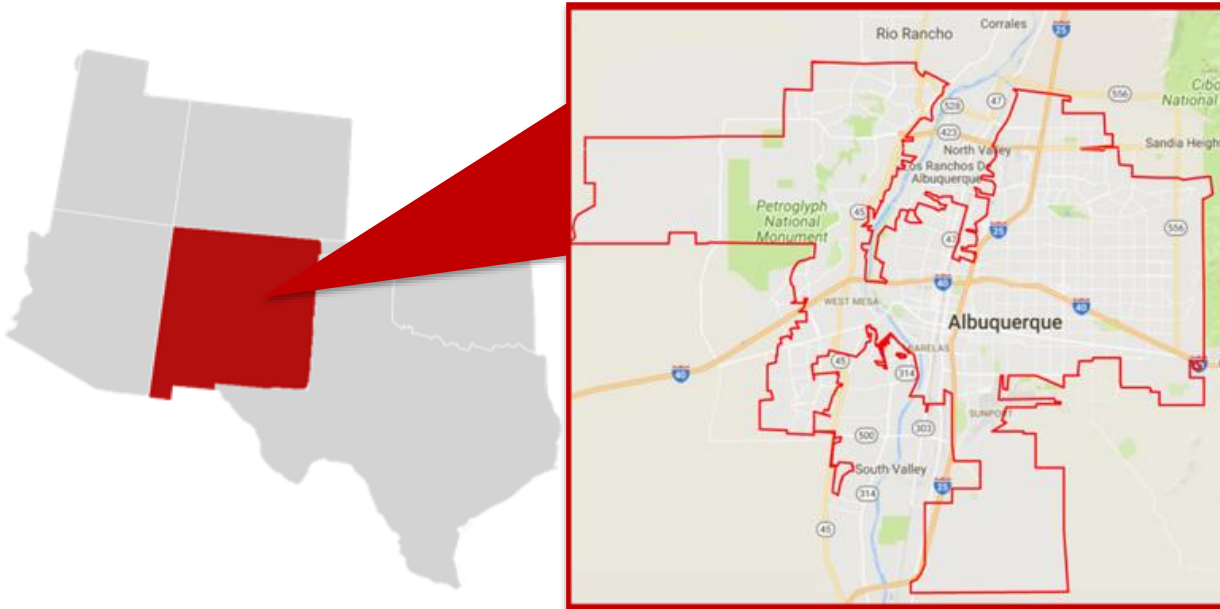 Corrales
Rio Rancho
25
Cibo
National
556
528
47
423
North Valley
Sandia Heigh
Los Ranchos De
Albuquerque
Petroglyph
National
Monument
45
47
25
556
40
WEST MESA
40
Albuquerque
BARELAS
45
314
40
SUNPORT
500
303
South Valley
25
314
45